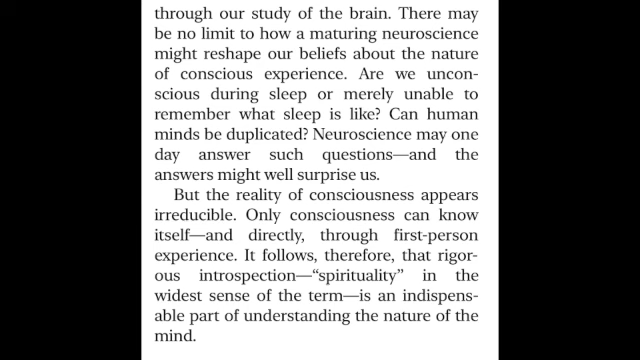 through our study of the brain. There may
be no limit to how a maturing neuroscience
might reshape our beliefs about the nature
of conscious experience. Are we uncon-
scious during sleep or merely unable to
remember what sleep is like? Can human
minds be duplicated? Neuroscience may one
day answer such questions—and the
answers might well surprise us.
But the reality of consciousness appears
irreducible. Only consciousness can know
itself—and directly, through first-person
experience. It follows, therefore, that rigor-
ous introspection—“spirituality” in the
widest sense of the term—is an indispens-
able part of understanding the nature of the
mind.